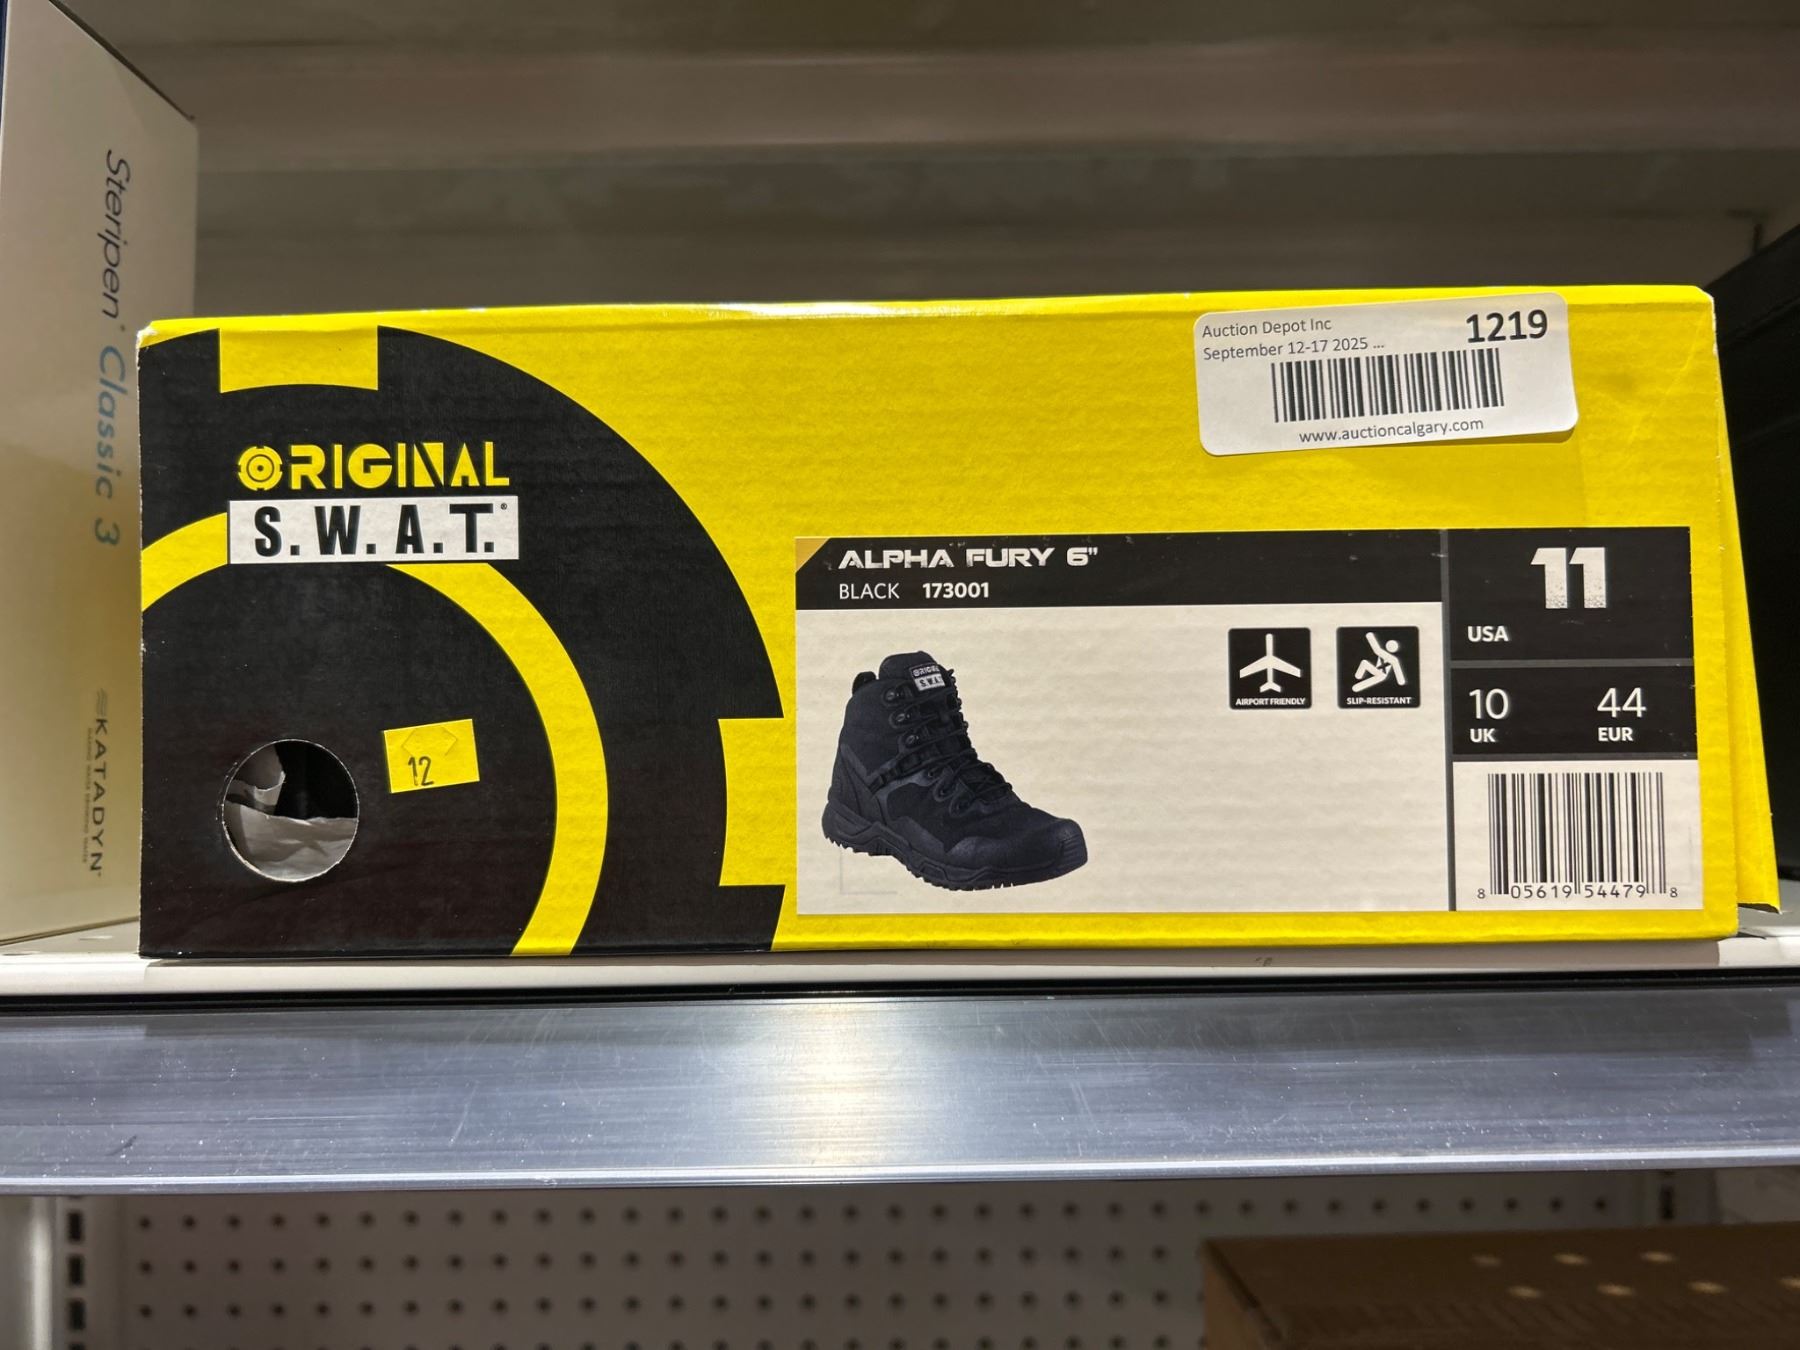 Steripen® Classic 3
KATADYN®
Auction Depot Inc
1219
September 12-17 2025 ...
www.auctioncalgary.com
ORIGINAL
S.W.A.T.®
12
ALPHA FURY 6"
BLACK 173001
ORIGINAL
S.W.A.T.
AIRPORT FRIENDLY
SLIP-RESISTANT
11
USA
10
UK
44
EUR
8 05619 54479 8